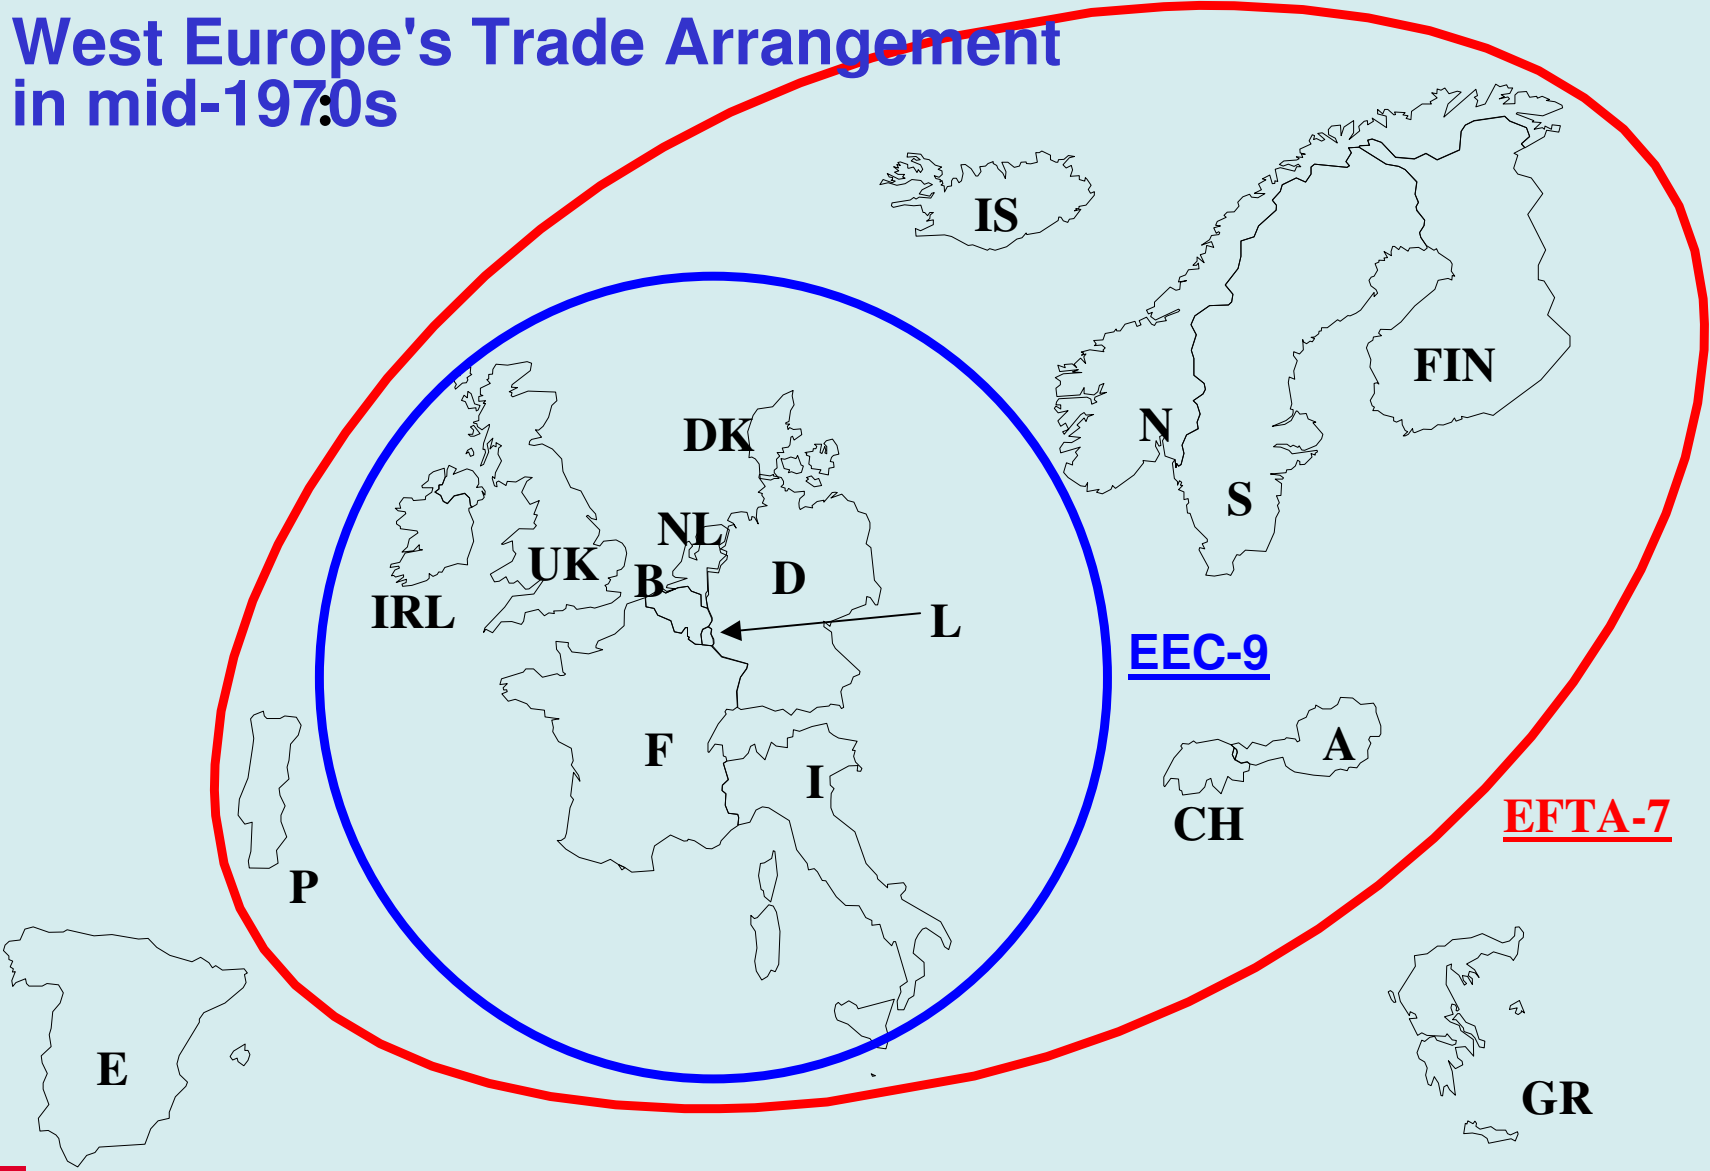 West Europe's Trade Arrangement
in mid-1970s
:
IS
FIN
N
DK
S
NL
UK
B
D
IRL
L
EEC-9
F
I
A
CH
EFTA-7
P
E
GR